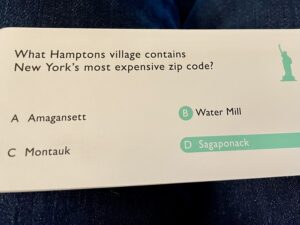 What Hamptons village contains
New York's most expensive zip code?
A Amagansett
B Water Mill
C Montauk
D Sagaponack